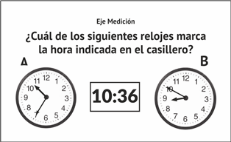 Eje Medición
¿Cuál de los siguientes relojes marca
la hora indicada en el casillero?
A
B
10:36